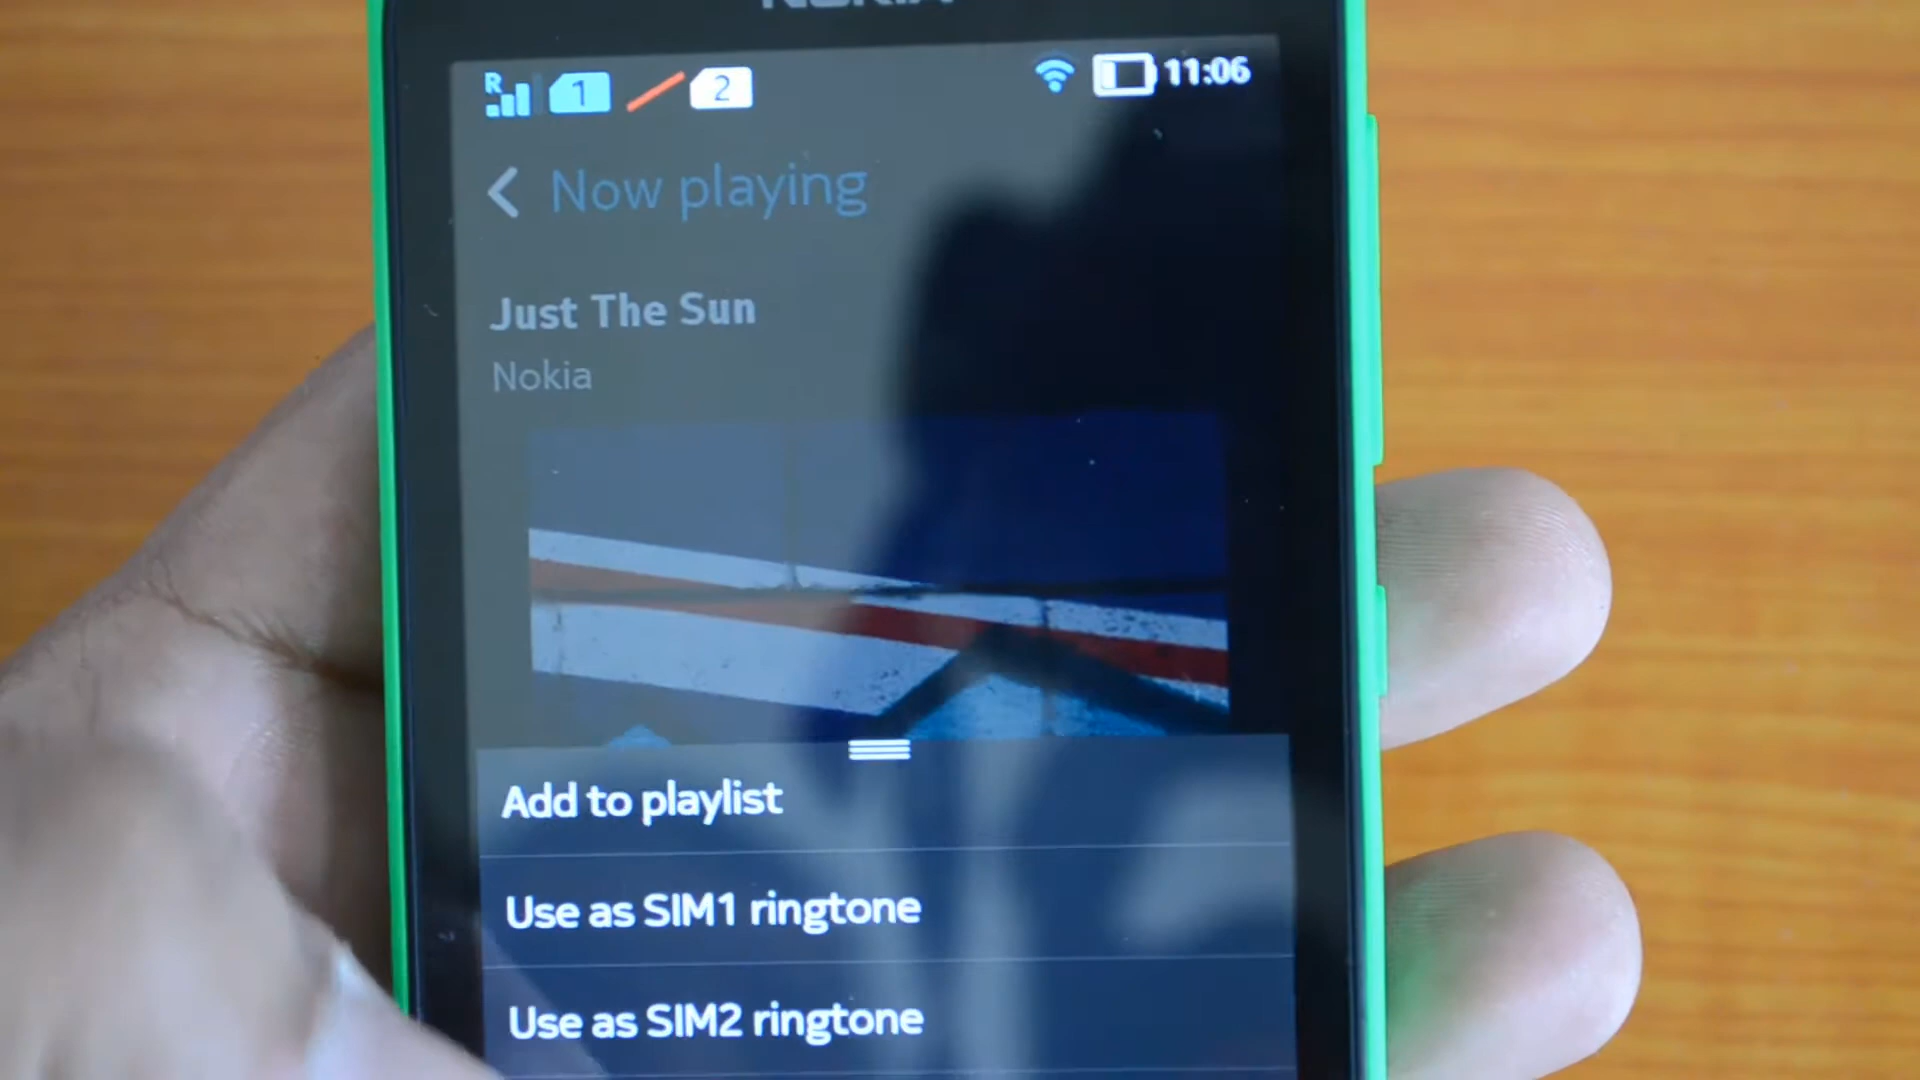 NOKIA
R 1 2 11:06
Now playing
Just The Sun
Nokia
Add to playlist
Use as SIM1 ringtone
Use as SIM2 ringtone